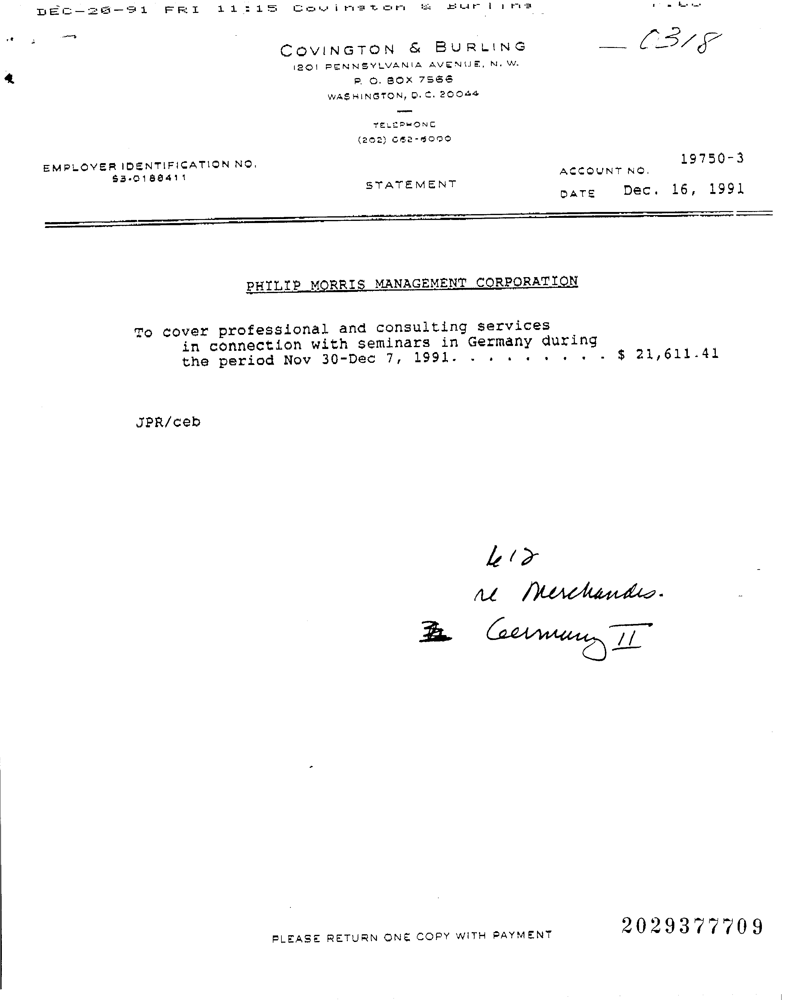 DEC-20-91 FRI 11:15 Covington & Burling
C318
COVINGTON & BURLING
1201 PENNSYLVANIA AVENUE, N. W.
P. O. BOX 7566
WASHINGTON, D. C. 20044
TELEPHONE
(202) 662-6000
EMPLOYER IDENTIFICATION NO.
53-0188411
STATEMENT
ACCOUNT NO. 19750-3
DATE Dec. 16, 1991
PHILIP MORRIS MANAGEMENT CORPORATION
To cover professional and consulting services
in connection with seminars in Germany during
the period Nov 30-Dec 7, 1991. . . . . . . . . . $ 21,611.41
JPR/ceb
re Merchandis.
Germany II
PLEASE RETURN ONE COPY WITH PAYMENT
2029377709